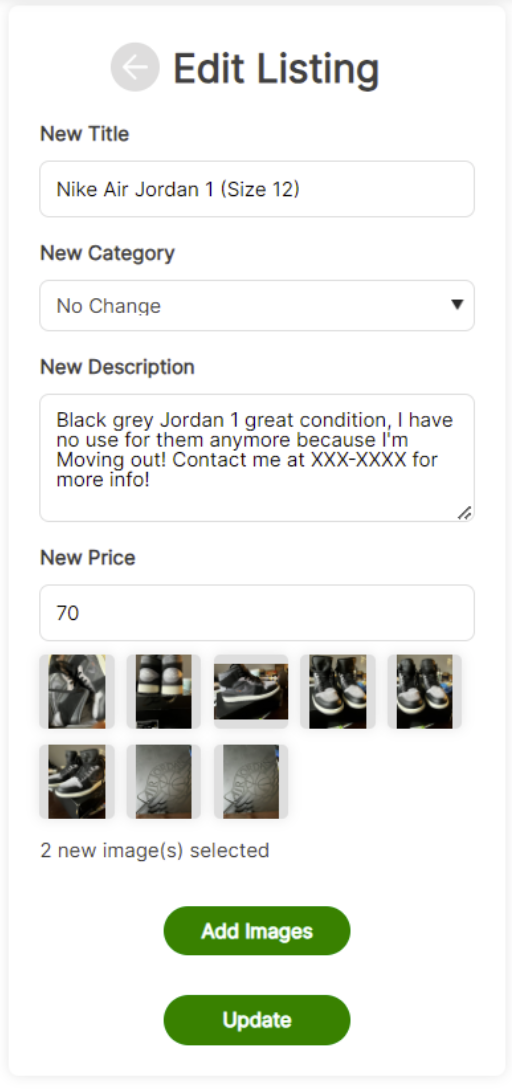 Edit Listing
New Title
Nike Air Jordan 1 (Size 12)
New Category
No Change
New Description
Black grey Jordan 1 great condition, I have
no use for them anymore because I'm
Moving out! Contact me at XXX-XXXX for
more info!
New Price
70
2 new image(s) selected
Add Images
Update